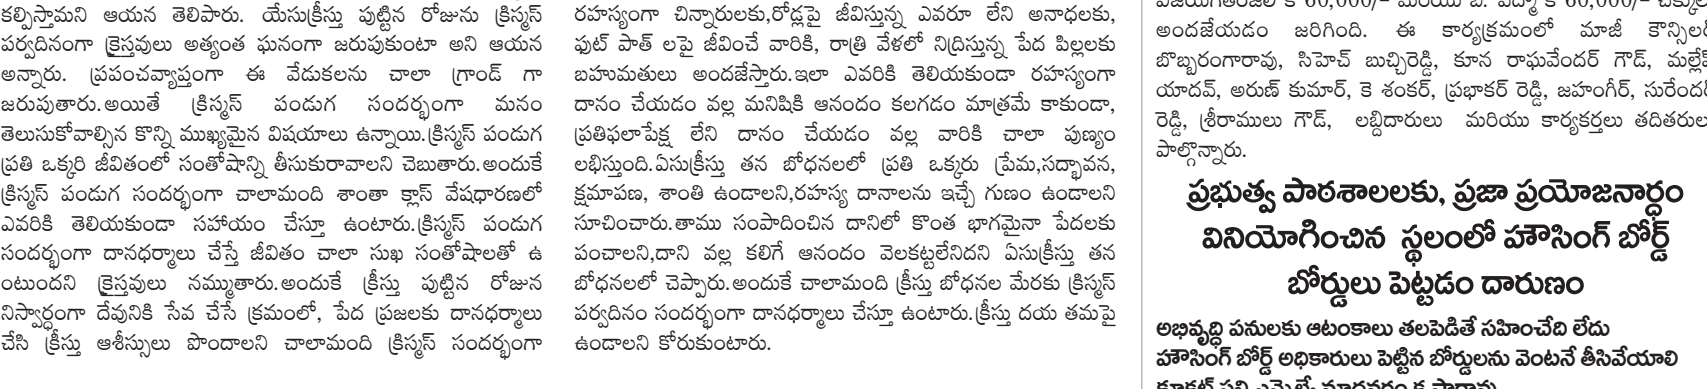 కల్పిస్తామని ఆయన తెలిపారు. యేసుక్రీస్తు పుట్టిన రోజును క్రిస్మస్
పర్వదినంగా క్రైస్తవులు అత్యంత ఘనంగా జరుపుకుంటా అని ఆయన
అన్నారు. ప్రపంచవ్యాప్తంగా ఈ వేడుకలను చాలా గ్రాండ్ గా
జరుపుతారు.అయితే క్రిస్మస్ పండుగ సందర్భంగా మనం
తెలుసుకోవాల్సిన కొన్ని ముఖ్యమైన విషయాలు ఉన్నాయి.క్రిస్మస్ పండుగ
ప్రతి ఒక్కరి జీవితంలో సంతోషాన్ని తీసుకురావాలని చెబుతారు.అందుకే
క్రిస్మస్ పండుగ సందర్భంగా చాలామంది శాంతా క్లాస్ వేషధారణలో
ఎవరికి తెలియకుండా సహాయం చేస్తూ ఉంటారు.క్రిస్మస్ పండుగ
సందర్భంగా దానధర్మాలు చేస్తే జీవితం చాలా సుఖ సంతోషాలతో ఉ
ంటుందని క్రైస్తవులు నమ్ముతారు.అందుకే క్రీస్తు పుట్టిన రోజున
నిస్వార్థంగా దేవునికి సేవ చేసే క్రమంలో, పేద ప్రజలకు దానధర్మాలు
చేసి క్రీస్తు ఆశీస్సులు పొందాలని చాలామంది క్రిస్మస్ సందర్భంగా
రహస్యంగా చిన్నారులకు,రోడ్లపై జీవిస్తున్న ఎవరూ లేని అనాధలకు,
ఫుట్ పాత్ లపై జీవించే వారికి, రాత్రి వేళలో నిద్రిస్తున్న పేద పిల్లలకు
బహుమతులు అందజేస్తారు.ఇలా ఎవరికి తెలియకుండా రహస్యంగా
దానం చేయడం వల్ల మనిషికి ఆనందం కలగడం మాత్రమే కాకుండా,
ప్రతిఫలాపేక్ష లేని దానం చేయడం వల్ల వారికి చాలా పుణ్యం
లభిస్తుంది.ఏసుక్రీస్తు తన బోధనలలో ప్రతి ఒక్కరు ప్రేమ,సద్భావన,
క్షమాపణ, శాంతి ఉండాలని,రహస్య దానాలను ఇచ్చే గుణం ఉండాలని
సూచించారు.తాము సంపాదించిన దానిలో కొంత భాగమైనా పేదలకు
పంచాలని,దాని వల్ల కలిగే ఆనందం వెలకట్టలేనిదని ఏసుక్రీస్తు తన
బోధనలలో చెప్పారు.అందుకే చాలామంది క్రీస్తు బోధనల మేరకు క్రిస్మస్
పర్వదినం సందర్భంగా దానధర్మాలు చేస్తూ ఉంటారు.క్రీస్తు దయ తమపై
ఉండాలని కోరుకుంటారు.
కి 60,000/- మరియు బి. పద్మా కి 60,000/-
అందజేయడం జరిగింది. ఈ కార్యక్రమంలో మాజీ కౌన్సిలర్
బొబ్బరంగారావు, సిహెచ్ బుచ్చిరెడ్డి, కూన రాఘవేందర్ గౌడ్, మల్లేష్
యాదవ్, అరుణ్ కుమార్, కె శంకర్, ప్రభాకర్ రెడ్డి, జహంగీర్, సురేందర్
రెడ్డి, శ్రీరాములు గౌడ్, లబ్దిదారులు మరియు కార్యకర్తలు తదితరులు
పాల్గొన్నారు.
ప్రభుత్వ పాఠశాలలకు, ప్రజా ప్రయోజనార్థం
వినియోగించిన స్థలంలో హౌసింగ్ బోర్డ్
బోర్డులు పెట్టడం దారుణం
అభివృద్ధి పనులకు ఆటంకాలు తలపెడితే సహించేది లేదు
హౌసింగ్ బోర్డ్ అధికారులు పెట్టిన బోర్డులను వెంటనే తీసివేయాలి